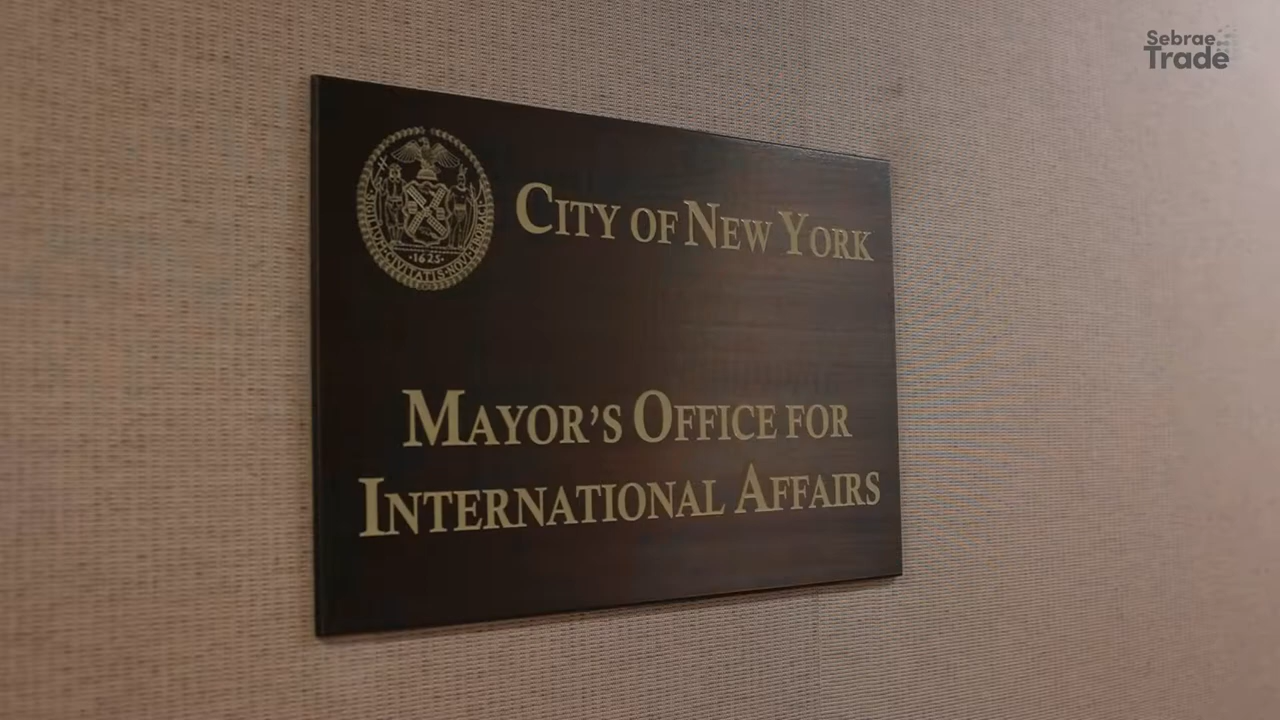 Sebrae
Trade
CITY OF NEW YORK
·1625·
MAYOR'S OFFICE FOR
INTERNATIONAL AFFAIRS